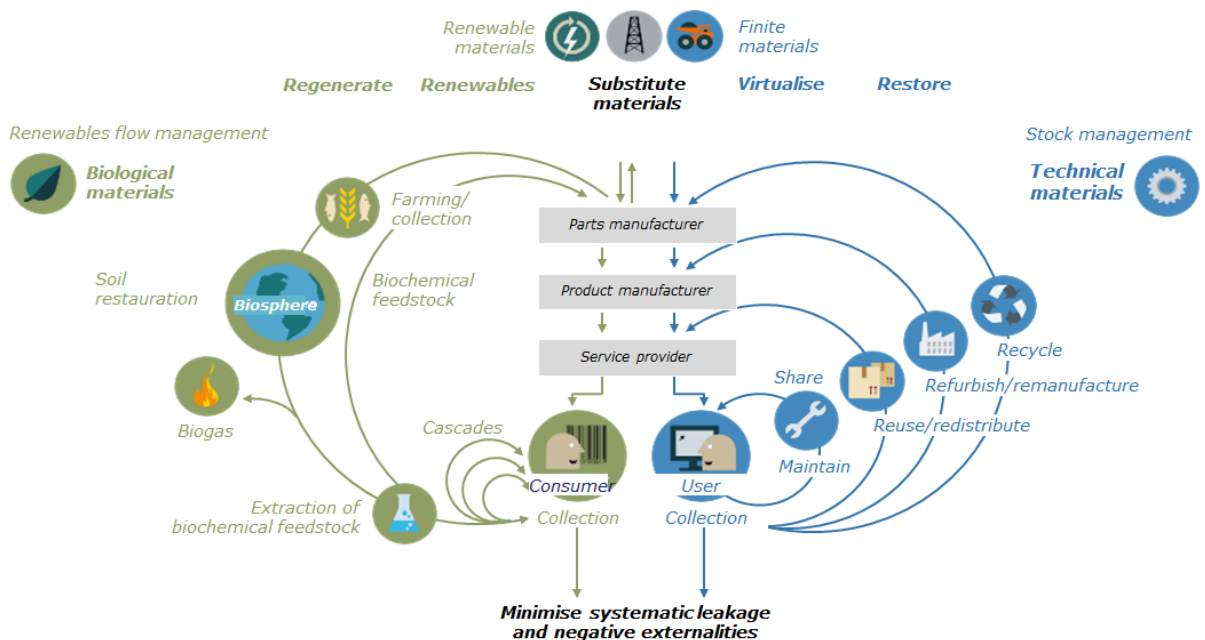 Renewable
materials
Finite
materials
Regenerate
Renewables
Substitute
materials
Virtualise
Restore
Renewables flow management
Biological
materials
Stock management
Technical
materials
Farming/
collection
Parts manufacturer
Soil
restauration
Biosphere
Biochemical
feedstock
Product manufacturer
Service provider
Recycle
Share
Refurbish/remanufacture
Biogas
Cascades
Reuse/redistribute
Maintain
Consumer
User
Extraction of
biochemical feedstock
Collection
Collection
Minimise systematic leakage
and negative externalities